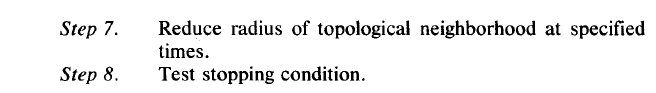 Step 7. Reduce radius of topological neighborhood at specified
times.
Step 8. Test stopping condition.